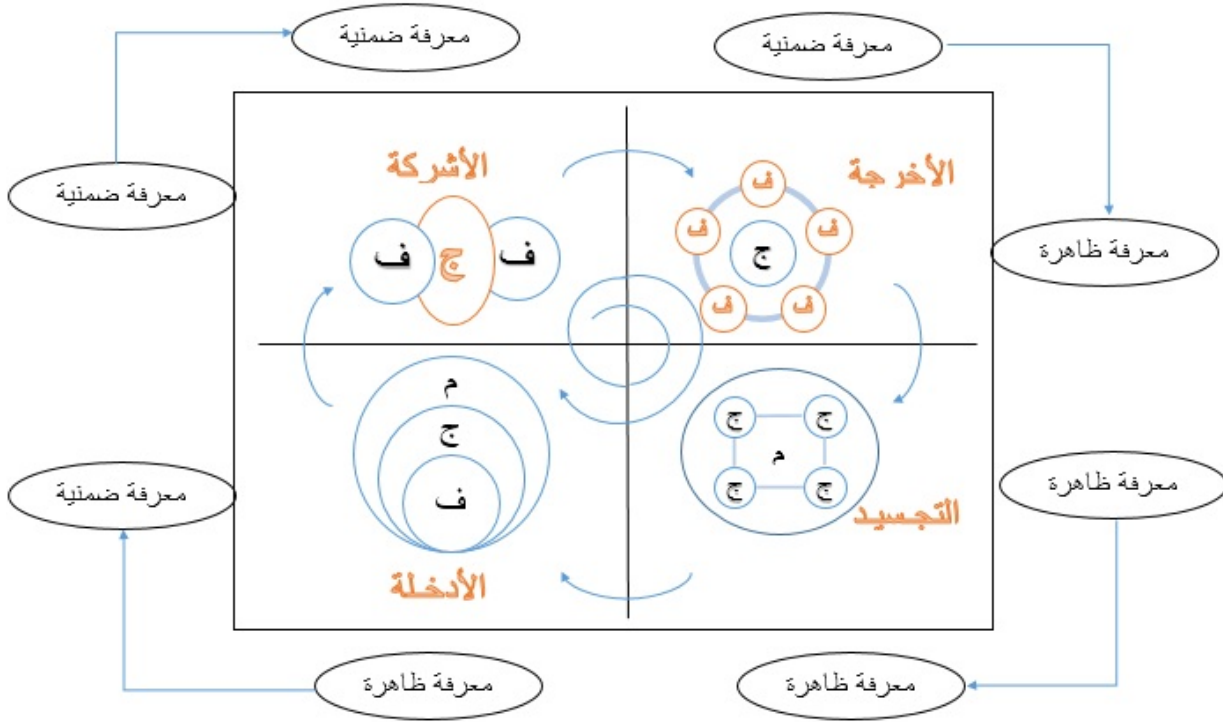 معرفة ضمنية
معرفة ضمنية
معرفة ضمنية
معرفة ظاهرة
الأخرجة
ف
ف
ف
ف
ف
ج
الأشركة
ف
ج
ف
م
ج
ف
الأدخلة
ج
ج
م
ج
ج
التجسيد
معرفة ظاهرة
معرفة ضمنية
معرفة ظاهرة
معرفة ظاهرة